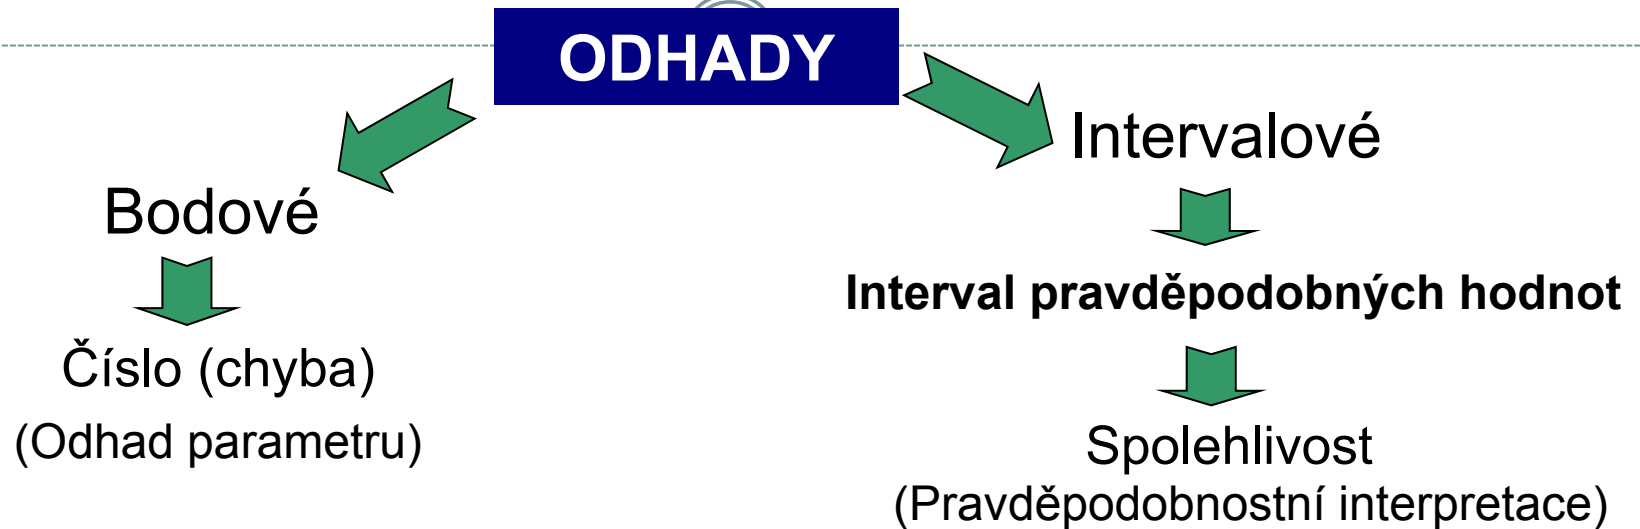 ODHADY
Bodové
Číslo (chyba)
(Odhad parametru)
Intervalové
Interval pravděpodobných hodnot
Spolehlivost
(Pravděpodobnostní interpretace)